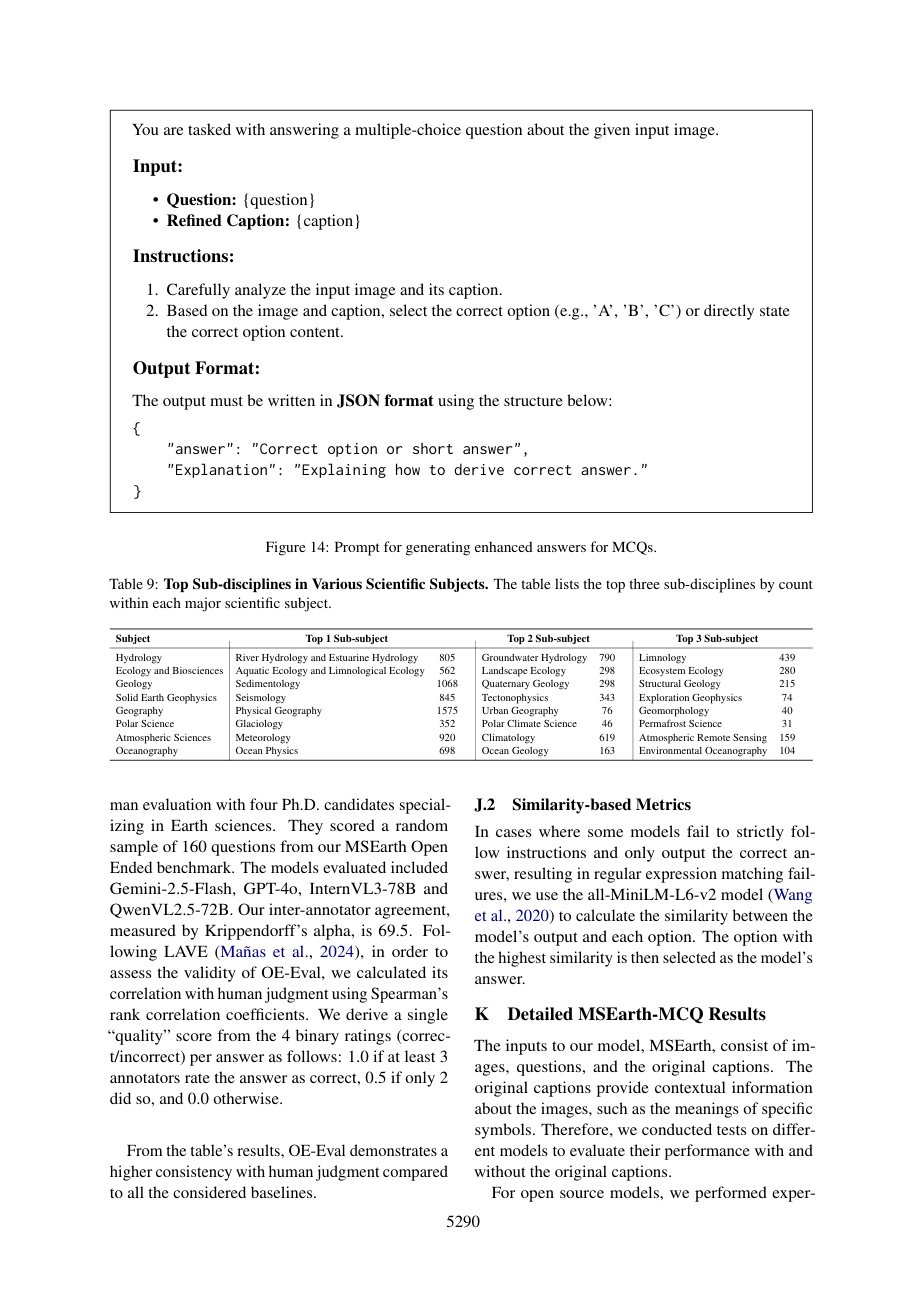 You are tasked with answering a multiple-choice question about the given input image.
Input:
• Question: {question}
• Refined Caption: {caption}
Instructions:
1. Carefully analyze the input image and its caption.
2. Based on the image and caption, select the correct option (e.g., ’A’, ’B’, ’C’) or directly state
the correct option content.
Output Format:
The output must be written in JSON format using the structure below:
{
"answer": "Correct option or short answer",
"Explanation": "Explaining how to derive correct answer."
}
Figure 14: Prompt for generating enhanced answers for MCQs.
Table 9: Top Sub-disciplines in Various Scientific Subjects. The table lists the top three sub-disciplines by count
within each major scientific subject.
Subject Top 1 Sub-subject Top 2 Sub-subject Top 3 Sub-subject
Hydrology River Hydrology and Estuarine Hydrology 805 Groundwater Hydrology 790 Limnology 439
Ecology and Biosciences Aquatic Ecology and Limnological Ecology 562 Landscape Ecology 298 Ecosystem Ecology 280
Geology Sedimentology 1068 Quaternary Geology 298 Structural Geology 215
Solid Earth Geophysics Seismology 845 Tectonophysics 343 Exploration Geophysics 74
Geography Physical Geography 1575 Urban Geography 76 Geomorphology 40
Polar Science Glaciology 352 Polar Climate Science 46 Permafrost Science 31
Atmospheric Sciences Meteorology 920 Climatology 619 Atmospheric Remote Sensing 159
Oceanography Ocean Physics 698 Ocean Geology 163 Environmental Oceanography 104
man evaluation with four Ph.D. candidates special-
izing in Earth sciences. They scored a random
sample of 160 questions from our MSEarth Open
Ended benchmark. The models evaluated included
Gemini-2.5-Flash, GPT-4o, InternVL3-78B and
QwenVL2.5-72B. Our inter-annotator agreement,
measured by Krippendorff’s alpha, is 69.5. Fol-
lowing LAVE (Mañas et al., 2024), in order to
assess the validity of OE-Eval, we calculated its
correlation with human judgment using Spearman’s
rank correlation coefficients. We derive a single
“quality” score from the 4 binary ratings (correc-
t/incorrect) per answer as follows: 1.0 if at least 3
annotators rate the answer as correct, 0.5 if only 2
did so, and 0.0 otherwise.
From the table’s results, OE-Eval demonstrates a
higher consistency with human judgment compared
to all the considered baselines.
J.2 Similarity-based Metrics
In cases where some models fail to strictly fol-
low instructions and only output the correct an-
swer, resulting in regular expression matching fail-
ures, we use the all-MiniLM-L6-v2 model (Wang
et al., 2020) to calculate the similarity between the
model’s output and each option. The option with
the highest similarity is then selected as the model’s
answer.
K Detailed MSEarth-MCQ Results
The inputs to our model, MSEarth, consist of im-
ages, questions, and the original captions. The
original captions provide contextual information
about the images, such as the meanings of specific
symbols. Therefore, we conducted tests on differ-
ent models to evaluate their performance with and
without the original captions.
For open source models, we performed exper-
5290